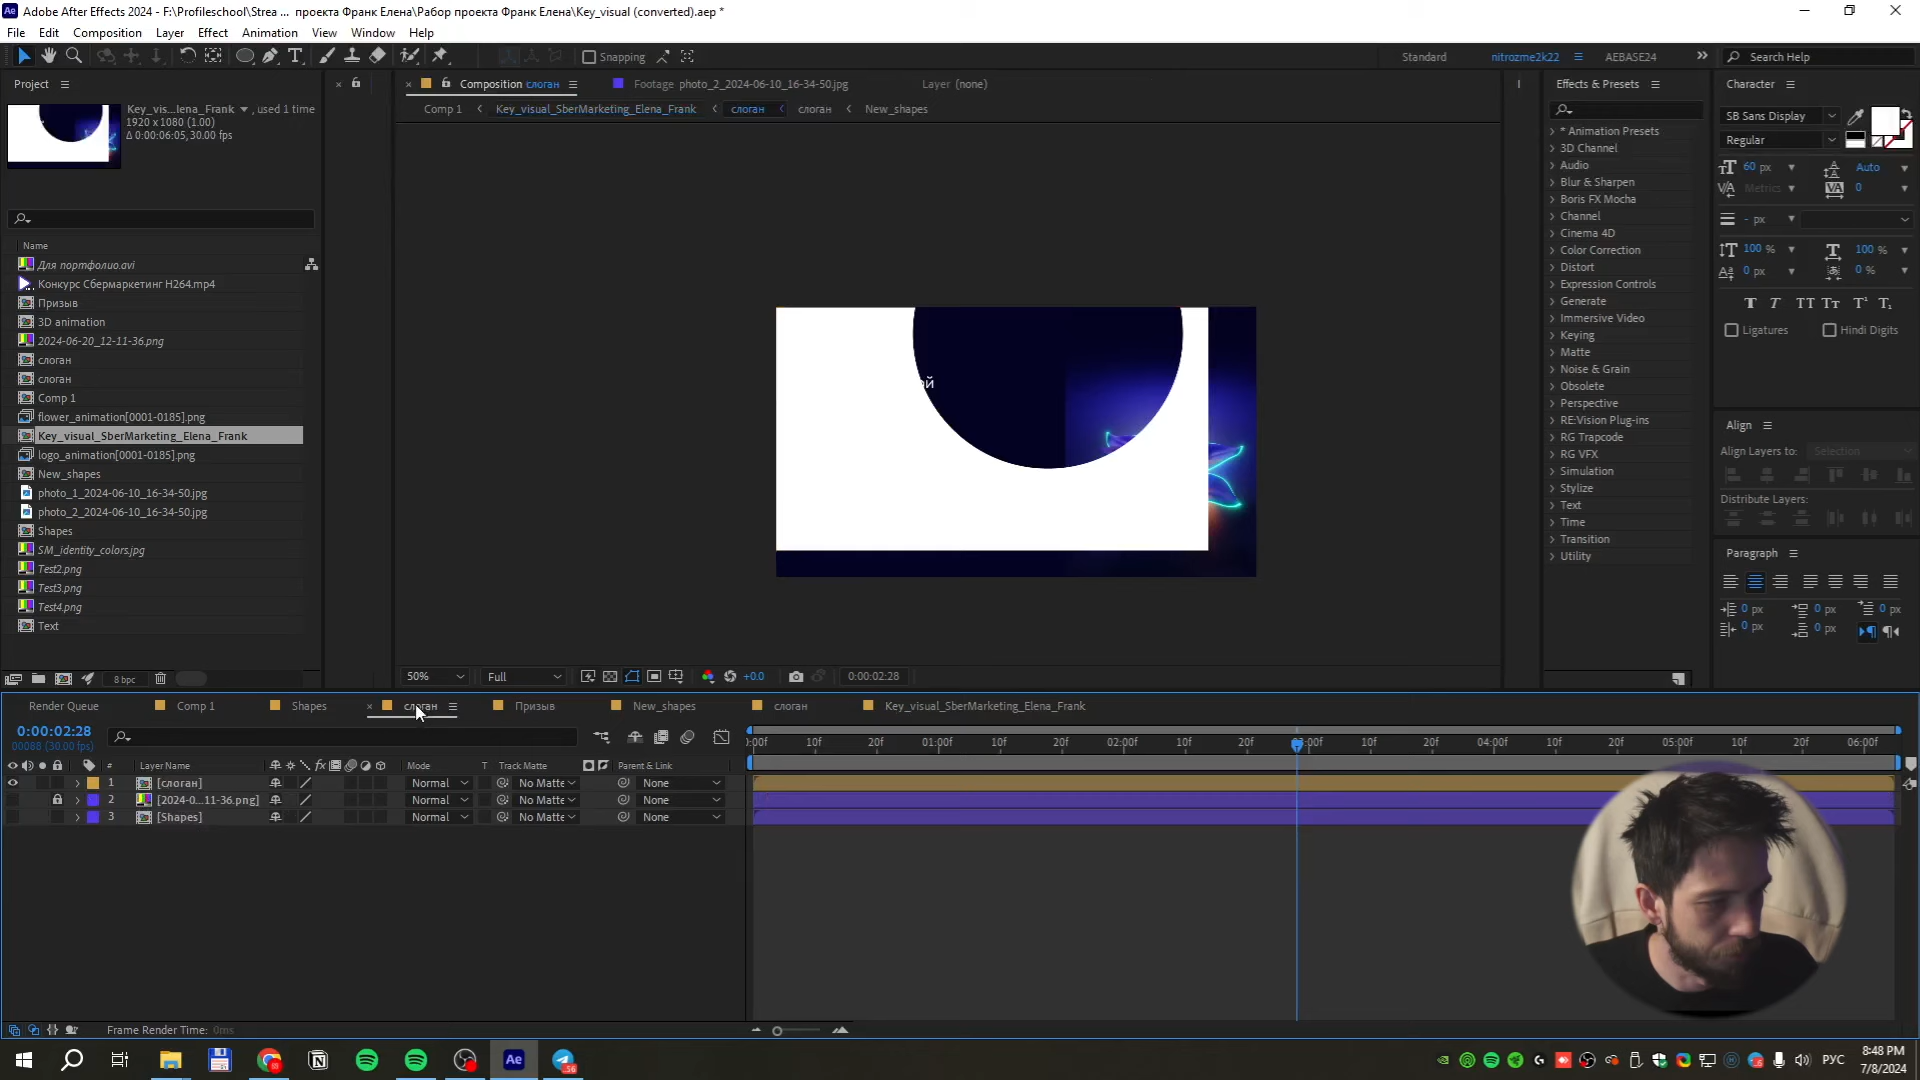 Adobe After Effects 2024 - F:\Profileschool\Strea ... проекта Франк Елена\Рабор проекта Франк Елена\Key_visual (converted).aep *
File Edit Composition Layer Effect Animation View Window Help
Snapping
Standard nitrozme2k22 AEBASE24 Search Help
Project
Key_vis...lena_Frank , used 1 time
1920 x 1080 (1.00)
Δ 0:00:06:05, 30.00 fps
Name
Для портфолио.avi
Конкурс Сбермаркетинг H264.mp4
Призыв
3D animation
2024-06-20_12-11-36.png
слоган
слоган
Comp 1
flower_animation[0001-0185].png
Key_visual_SberMarketing_Elena_Frank
logo_animation[0001-0185].png
New_shapes
photo_1_2024-06-10_16-34-50.jpg
photo_2_2024-06-10_16-34-50.jpg
Shapes
SM_identity_colors.jpg
Test2.png
Test3.png
Test4.png
Text
8 bpc
Composition слоган
Footage photo_2_2024-06-10_16-34-50.jpg
Layer (none)
Comp 1 Key_visual_SberMarketing_Elena_Frank слоган слоган New_shapes
ой
50% Full +0.0 0:00:02:28
Effects & Presets
* Animation Presets
3D Channel
Audio
Blur & Sharpen
Boris FX Mocha
Channel
Cinema 4D
Color Correction
Distort
Expression Controls
Generate
Immersive Video
Keying
Matte
Noise & Grain
Obsolete
Perspective
RE:Vision Plug-ins
RG Trapcode
RG VFX
Simulation
Stylize
Text
Time
Transition
Utility
Character
SB Sans Display
Regular
60 px Auto
Metrics 0
- px
100 % 100 %
0 px 0 %
T T TT Tт T¹ T₁
Ligatures Hindi Digits
Align
Align Layers to: Selection
Distribute Layers:
Paragraph
0 px 0 px 0 px
0 px 0 px
Render Queue Comp 1 Shapes слоган Призыв New_shapes слоган Key_visual_SberMarketing_Elena_Frank
0:00:02:28
00088 (30.00 fps)
:00f 10f 20f 01:00f 10f 20f 02:00f 10f 20f 03:00f 10f 20f 04:00f 10f 20f 05:00f 10f 20f 06:00f
# Layer Name Mode T Track Matte Parent & Link
1 [слоган] Normal No Matte None
2 [2024-0...11-36.png] Normal No Matte None
3 [Shapes] Normal No Matte None
Frame Render Time: 0ms
Ae
56
РУС
8:48 PM
7/8/2024